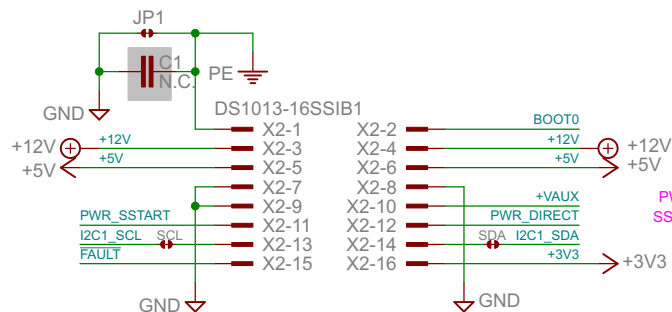 JP1
C1
N.C.
PE
GND
DS1013-16SSIB1
X2-1
X2-2
BOOT0
+12V
+12V
X2-3
X2-4
+12V
+12V
+5V
+5V
X2-5
X2-6
+5V
+5V
X2-7
X2-8
X2-9
X2-10
+VAUX
PWR_SSTART
X2-11
X2-12
PWR_DIRECT
I2C1_SCL
SCL
X2-13
X2-14
SDA
I2C1_SDA
FAULT
X2-15
X2-16
+3V3
+3V3
GND
GND